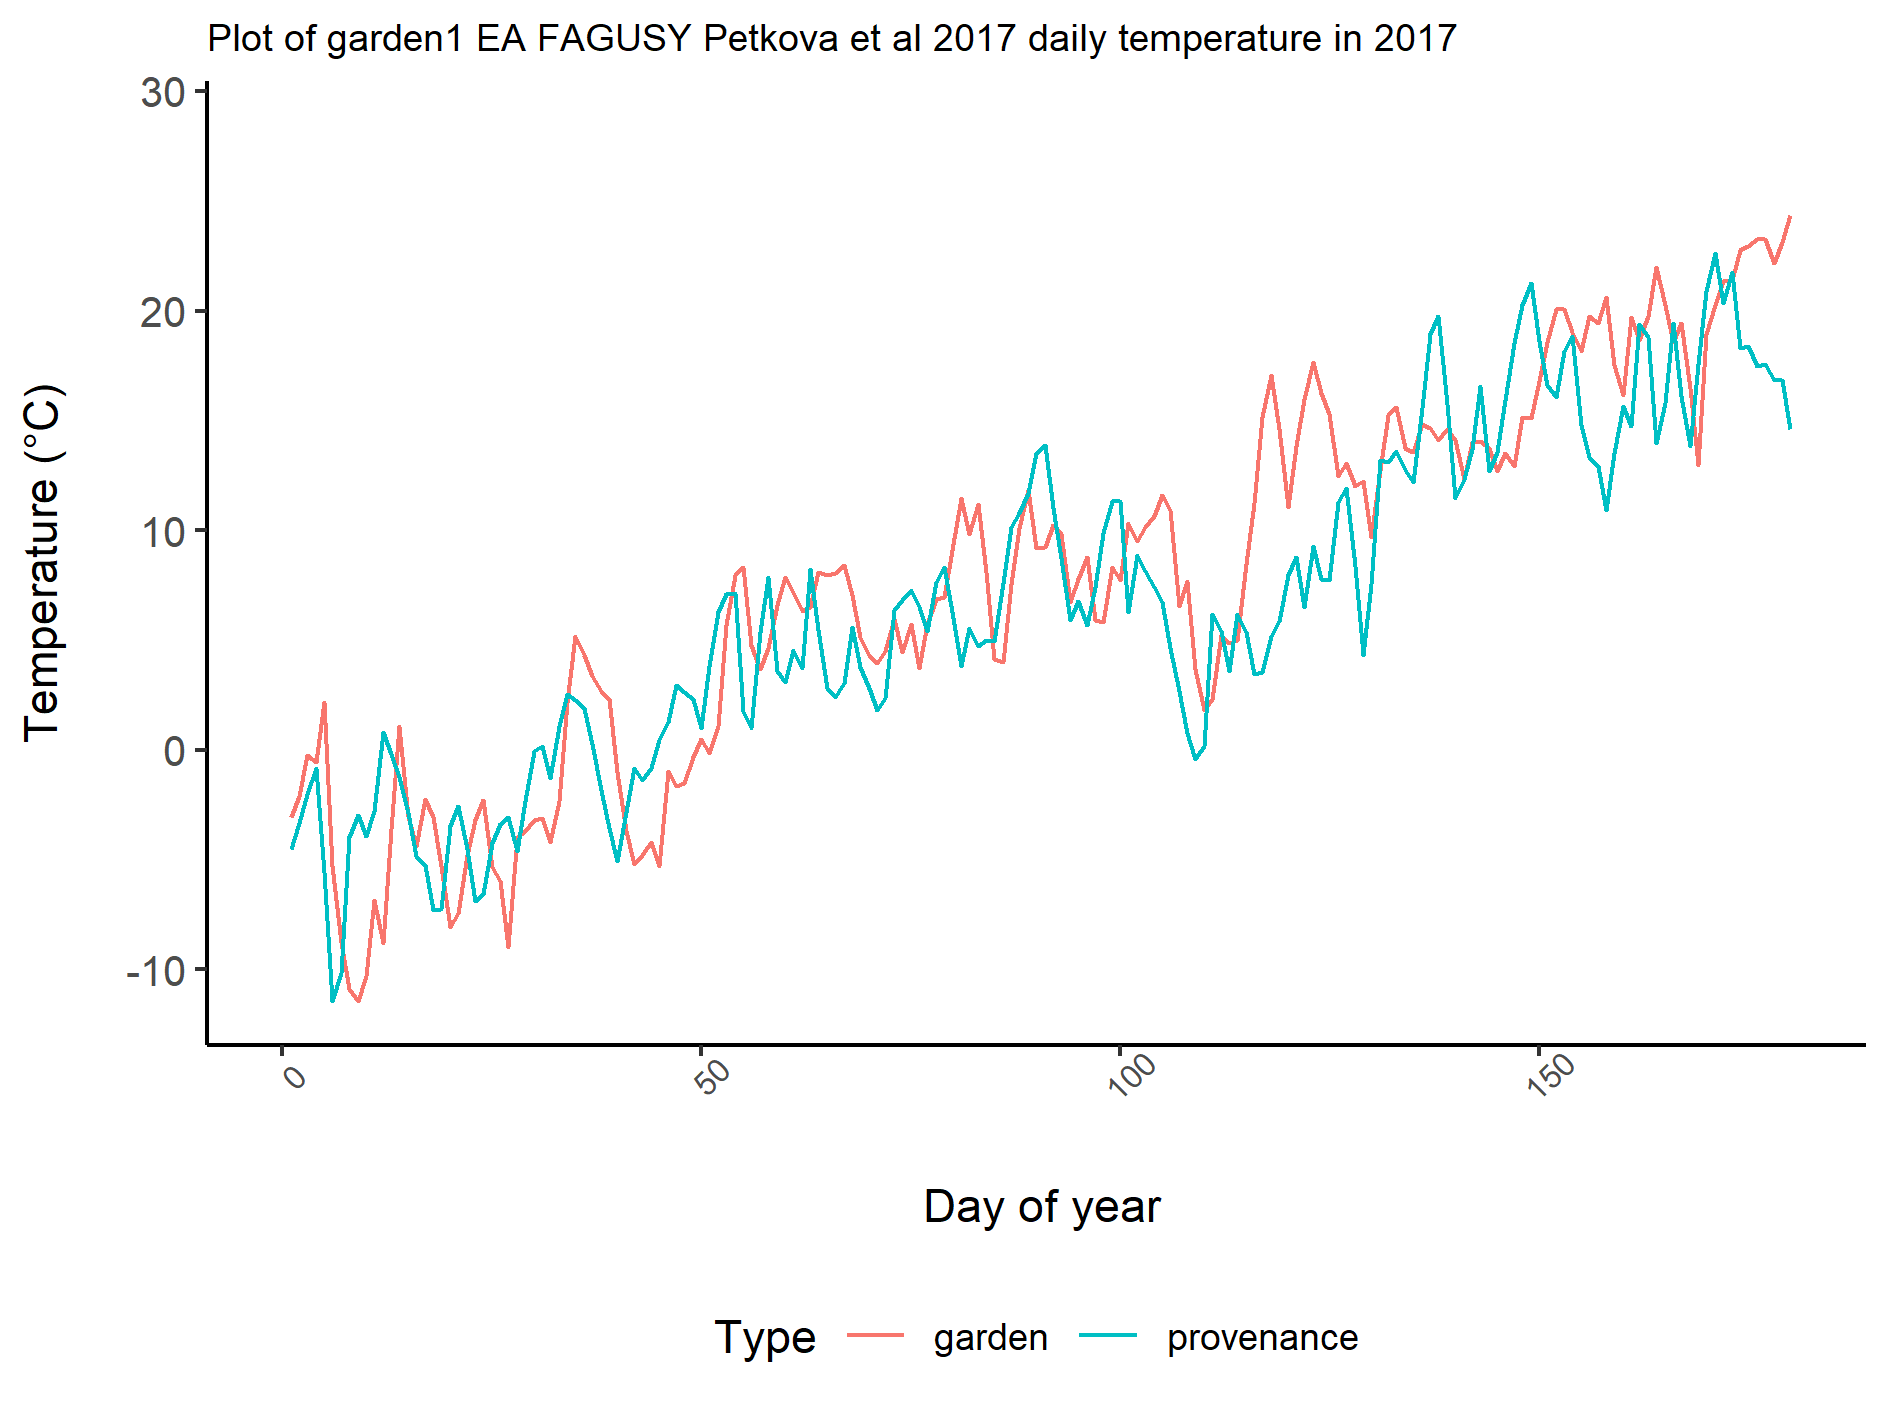 Plot of garden1 EA FAGUSY Petkova et al 2017 daily temperature in 2017
30
20
10
0
-10
Temperature (°C)
0 50 100 150
Day of year
Type garden provenance